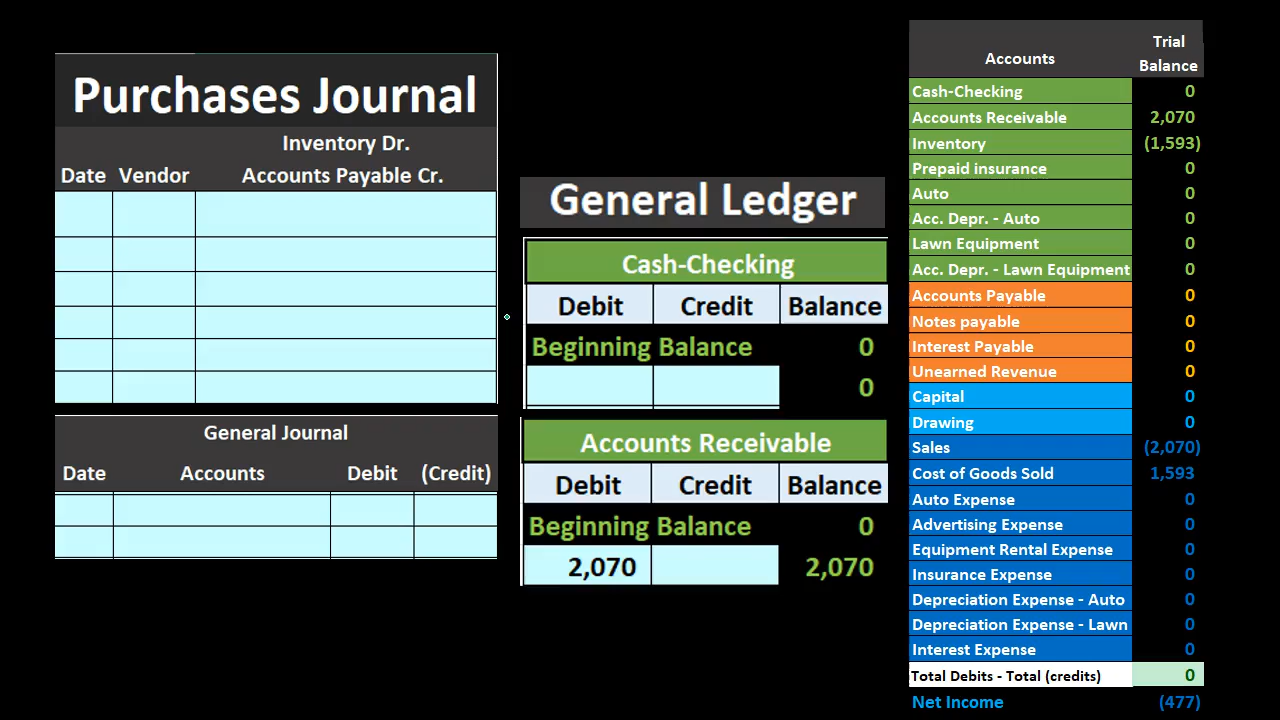 Purchases Journal
Inventory Dr.
Date Vendor Accounts Payable Cr.
General Journal
Date Accounts Debit (Credit)
General Ledger
Cash-Checking
Debit Credit Balance
Beginning Balance 0
0
Accounts Receivable
Debit Credit Balance
Beginning Balance 0
2,070 2,070
Trial
Accounts Balance
Cash-Checking 0
Accounts Receivable 2,070
Inventory (1,593)
Prepaid insurance 0
Auto 0
Acc. Depr. - Auto 0
Lawn Equipment 0
Acc. Depr. - Lawn Equipment 0
Accounts Payable 0
Notes payable 0
Interest Payable 0
Unearned Revenue 0
Capital 0
Drawing 0
Sales (2,070)
Cost of Goods Sold 1,593
Auto Expense 0
Advertising Expense 0
Equipment Rental Expense 0
Insurance Expense 0
Depreciation Expense - Auto 0
Depreciation Expense - Lawn 0
Interest Expense 0
Total Debits - Total (credits) 0
Net Income (477)